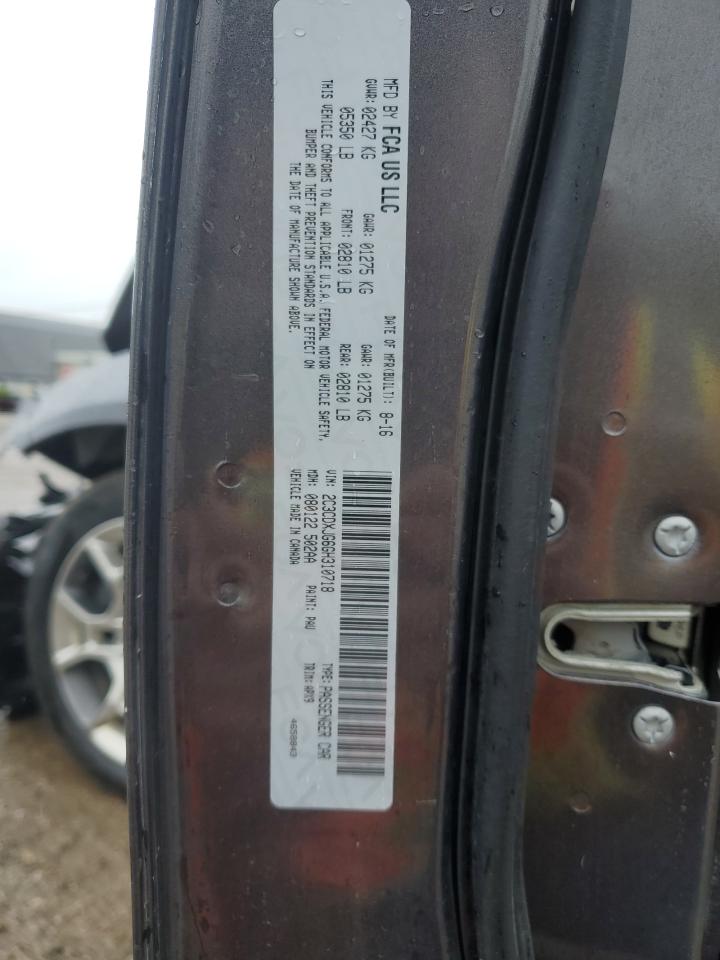 MFD BY FCA US LLC
DATE OF MFR(BUILT): 8-16
GVWR: 02427 KG
GAWR: 01275 KG
GAWR: 01275 KG
05350 LB
FRONT: 02810 LB
REAR: 02810 LB
THIS VEHICLE CONFORMS TO ALL APPLICABLE U.S.A. FEDERAL MOTOR VEHICLE SAFETY,
BUMPER AND THEFT PREVENTION STANDARDS IN EFFECT ON
THE DATE OF MANUFACTURE SHOWN ABOVE.
VIN: 2C3CDXJG6GH310718
TYPE: PASSENGER CAR
MDH: 080122 502AA
PAINT: PAU
TRIM: APX9
VEHICLE MADE IN CANADA
4650843